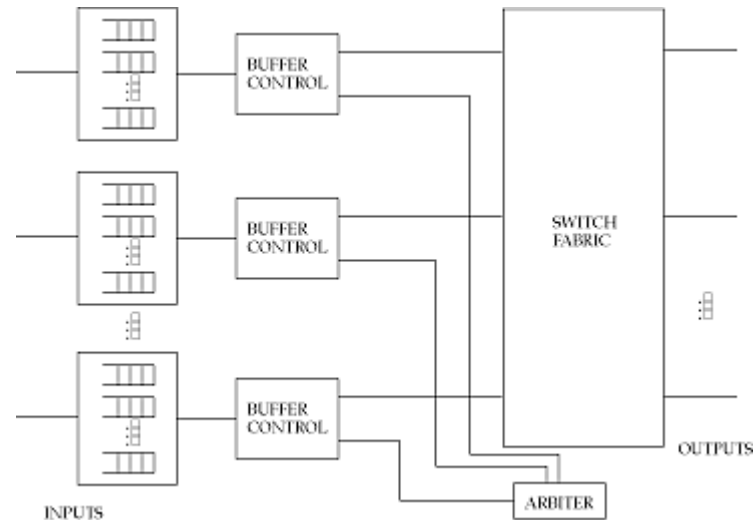 BUFFER
CONTROL
BUFFER
CONTROL
SWITCH
FABRIC
BUFFER
CONTROL
OUTPUTS
ARBITER
INPUTS